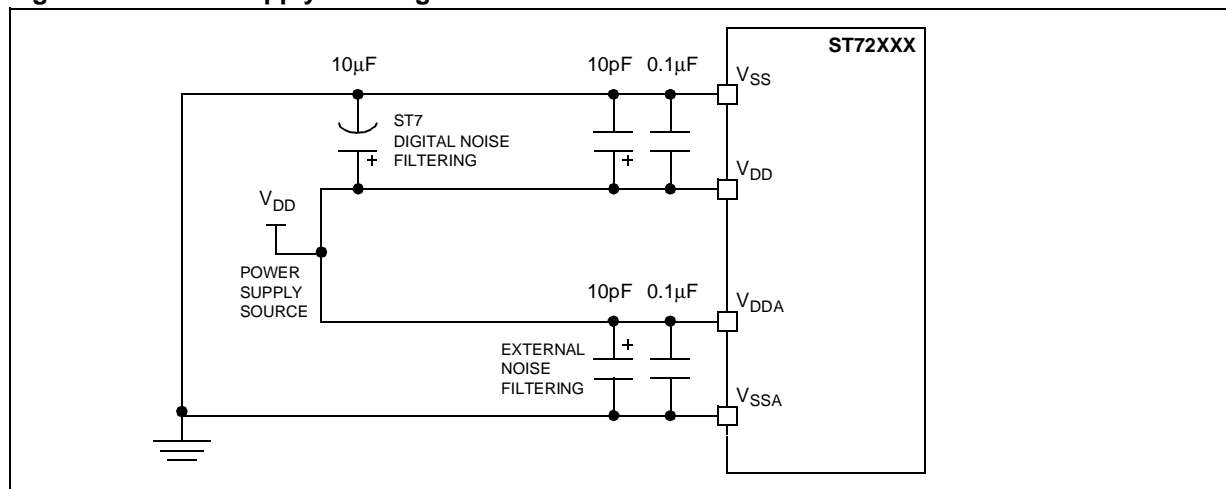 ST72XXX
10μF
10pF 0.1μF
VSS
ST7
DIGITAL NOISE
FILTERING
+
+
VDD
VDD
POWER
SUPPLY
SOURCE
10pF 0.1μF
VDDA
EXTERNAL
NOISE
FILTERING
+
VSSA